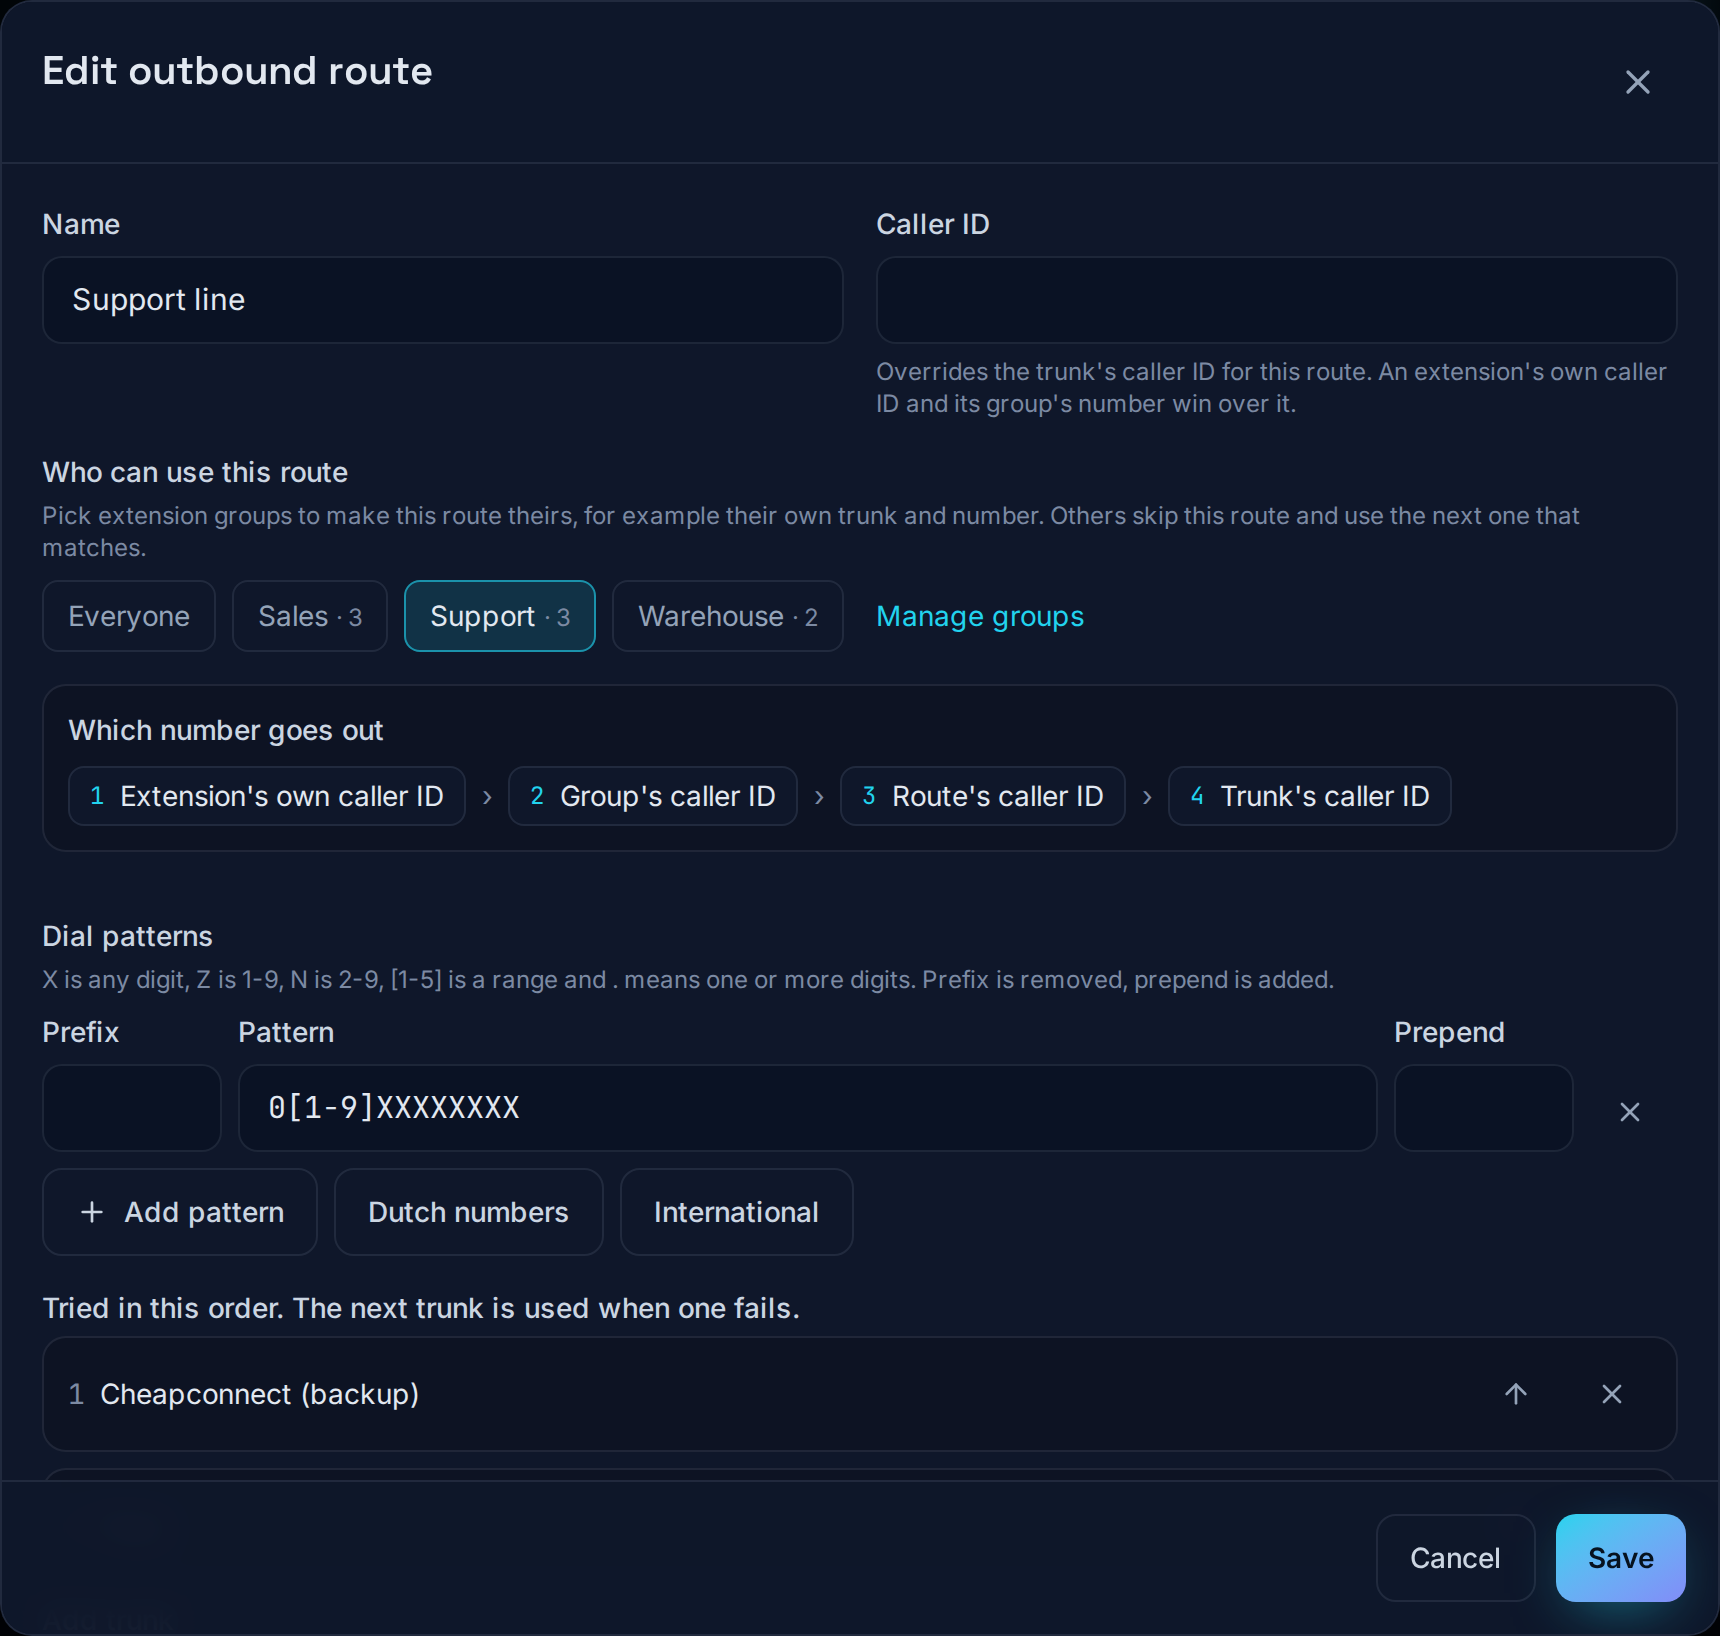 Edit outbound route
Name
Caller ID
Support line
Overrides the trunk's caller ID for this route. An extension's own caller
ID and its group's number win over it.
Who can use this route
Pick extension groups to make this route theirs, for example their own trunk and number. Others skip this route and use the next one that
matches.
Everyone Sales · 3 Support · 3 Warehouse · 2 Manage groups
Which number goes out
1 Extension's own caller ID › 2 Group's caller ID › 3 Route's caller ID › 4 Trunk's caller ID
Dial patterns
X is any digit, Z is 1-9, N is 2-9, [1-5] is a range and . means one or more digits. Prefix is removed, prepend is added.
Prefix Pattern Prepend
0[1-9]XXXXXXXX
+ Add pattern Dutch numbers International
Tried in this order. The next trunk is used when one fails.
1 Cheapconnect (backup)
Cancel Save